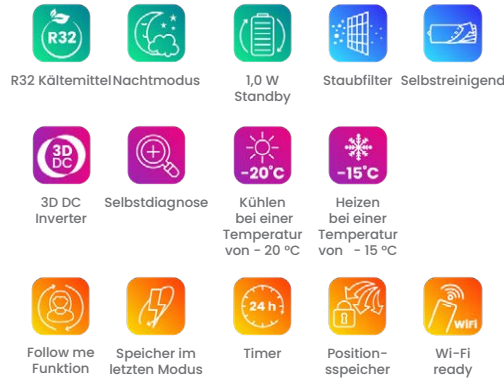 R32
R32 Kältemittel
Nachtmodus
1,0 W
Standby
Staubfilter
Selbstreinigend
3D
DC
-20°C
-15°C
3D DC
Inverter
Selbstdiagnose
Kühlen
bei einer
Temperatur
von - 20 ºC
Heizen
bei einer
Temperatur
von - 15 ºC
24 h
WiFi
Follow me
Funktion
Speicher im
letzten Modus
Timer
Position-
sspeicher
Wi-Fi
ready